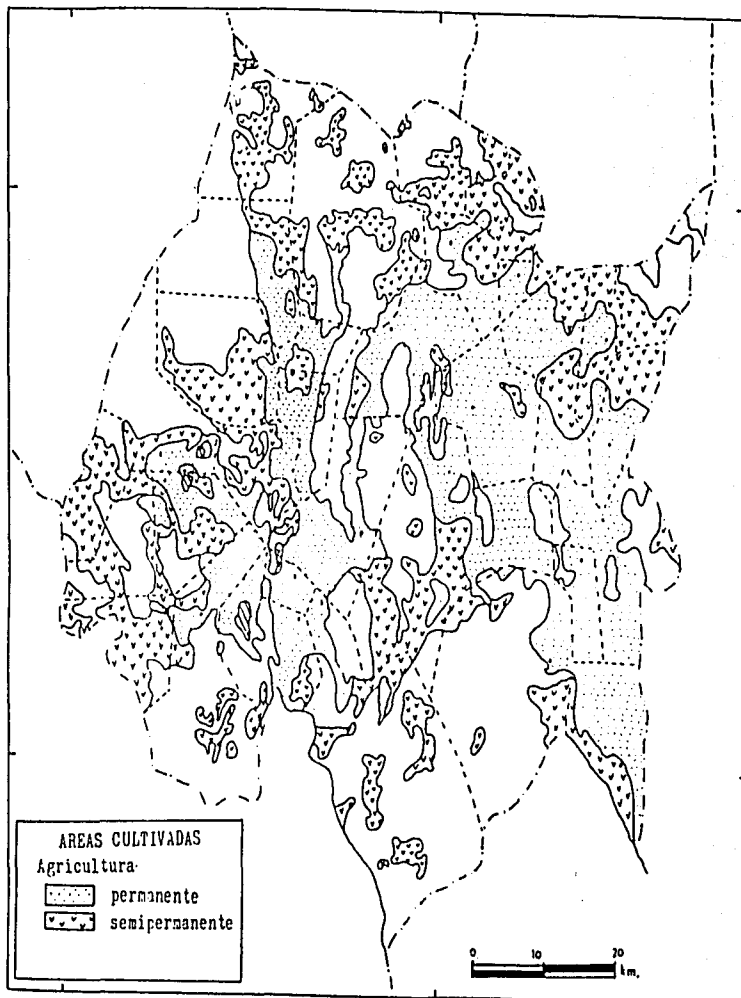 AREAS CULTIVADAS
Agricultura
permanente
semipermanente
0 10 20
km.